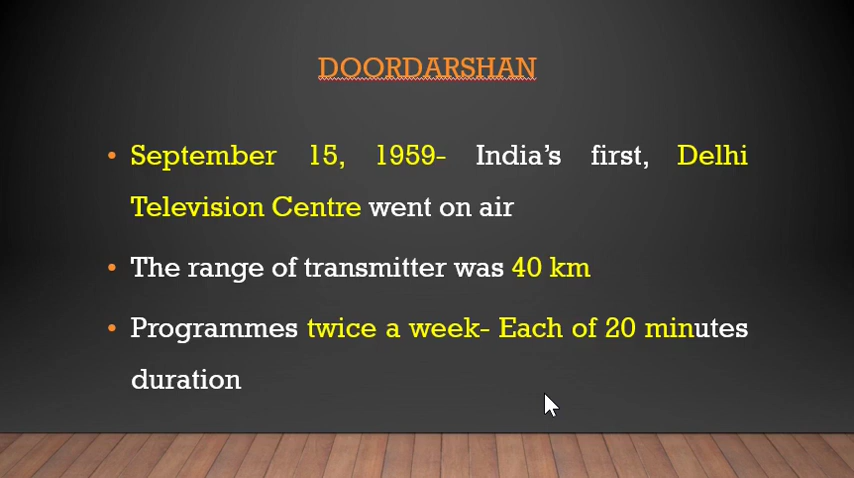 DOORDARSHAN
• September 15, 1959- India's first, Delhi
Television Centre went on air
• The range of transmitter was 40 km
• Programmes twice a week- Each of 20 minutes
duration